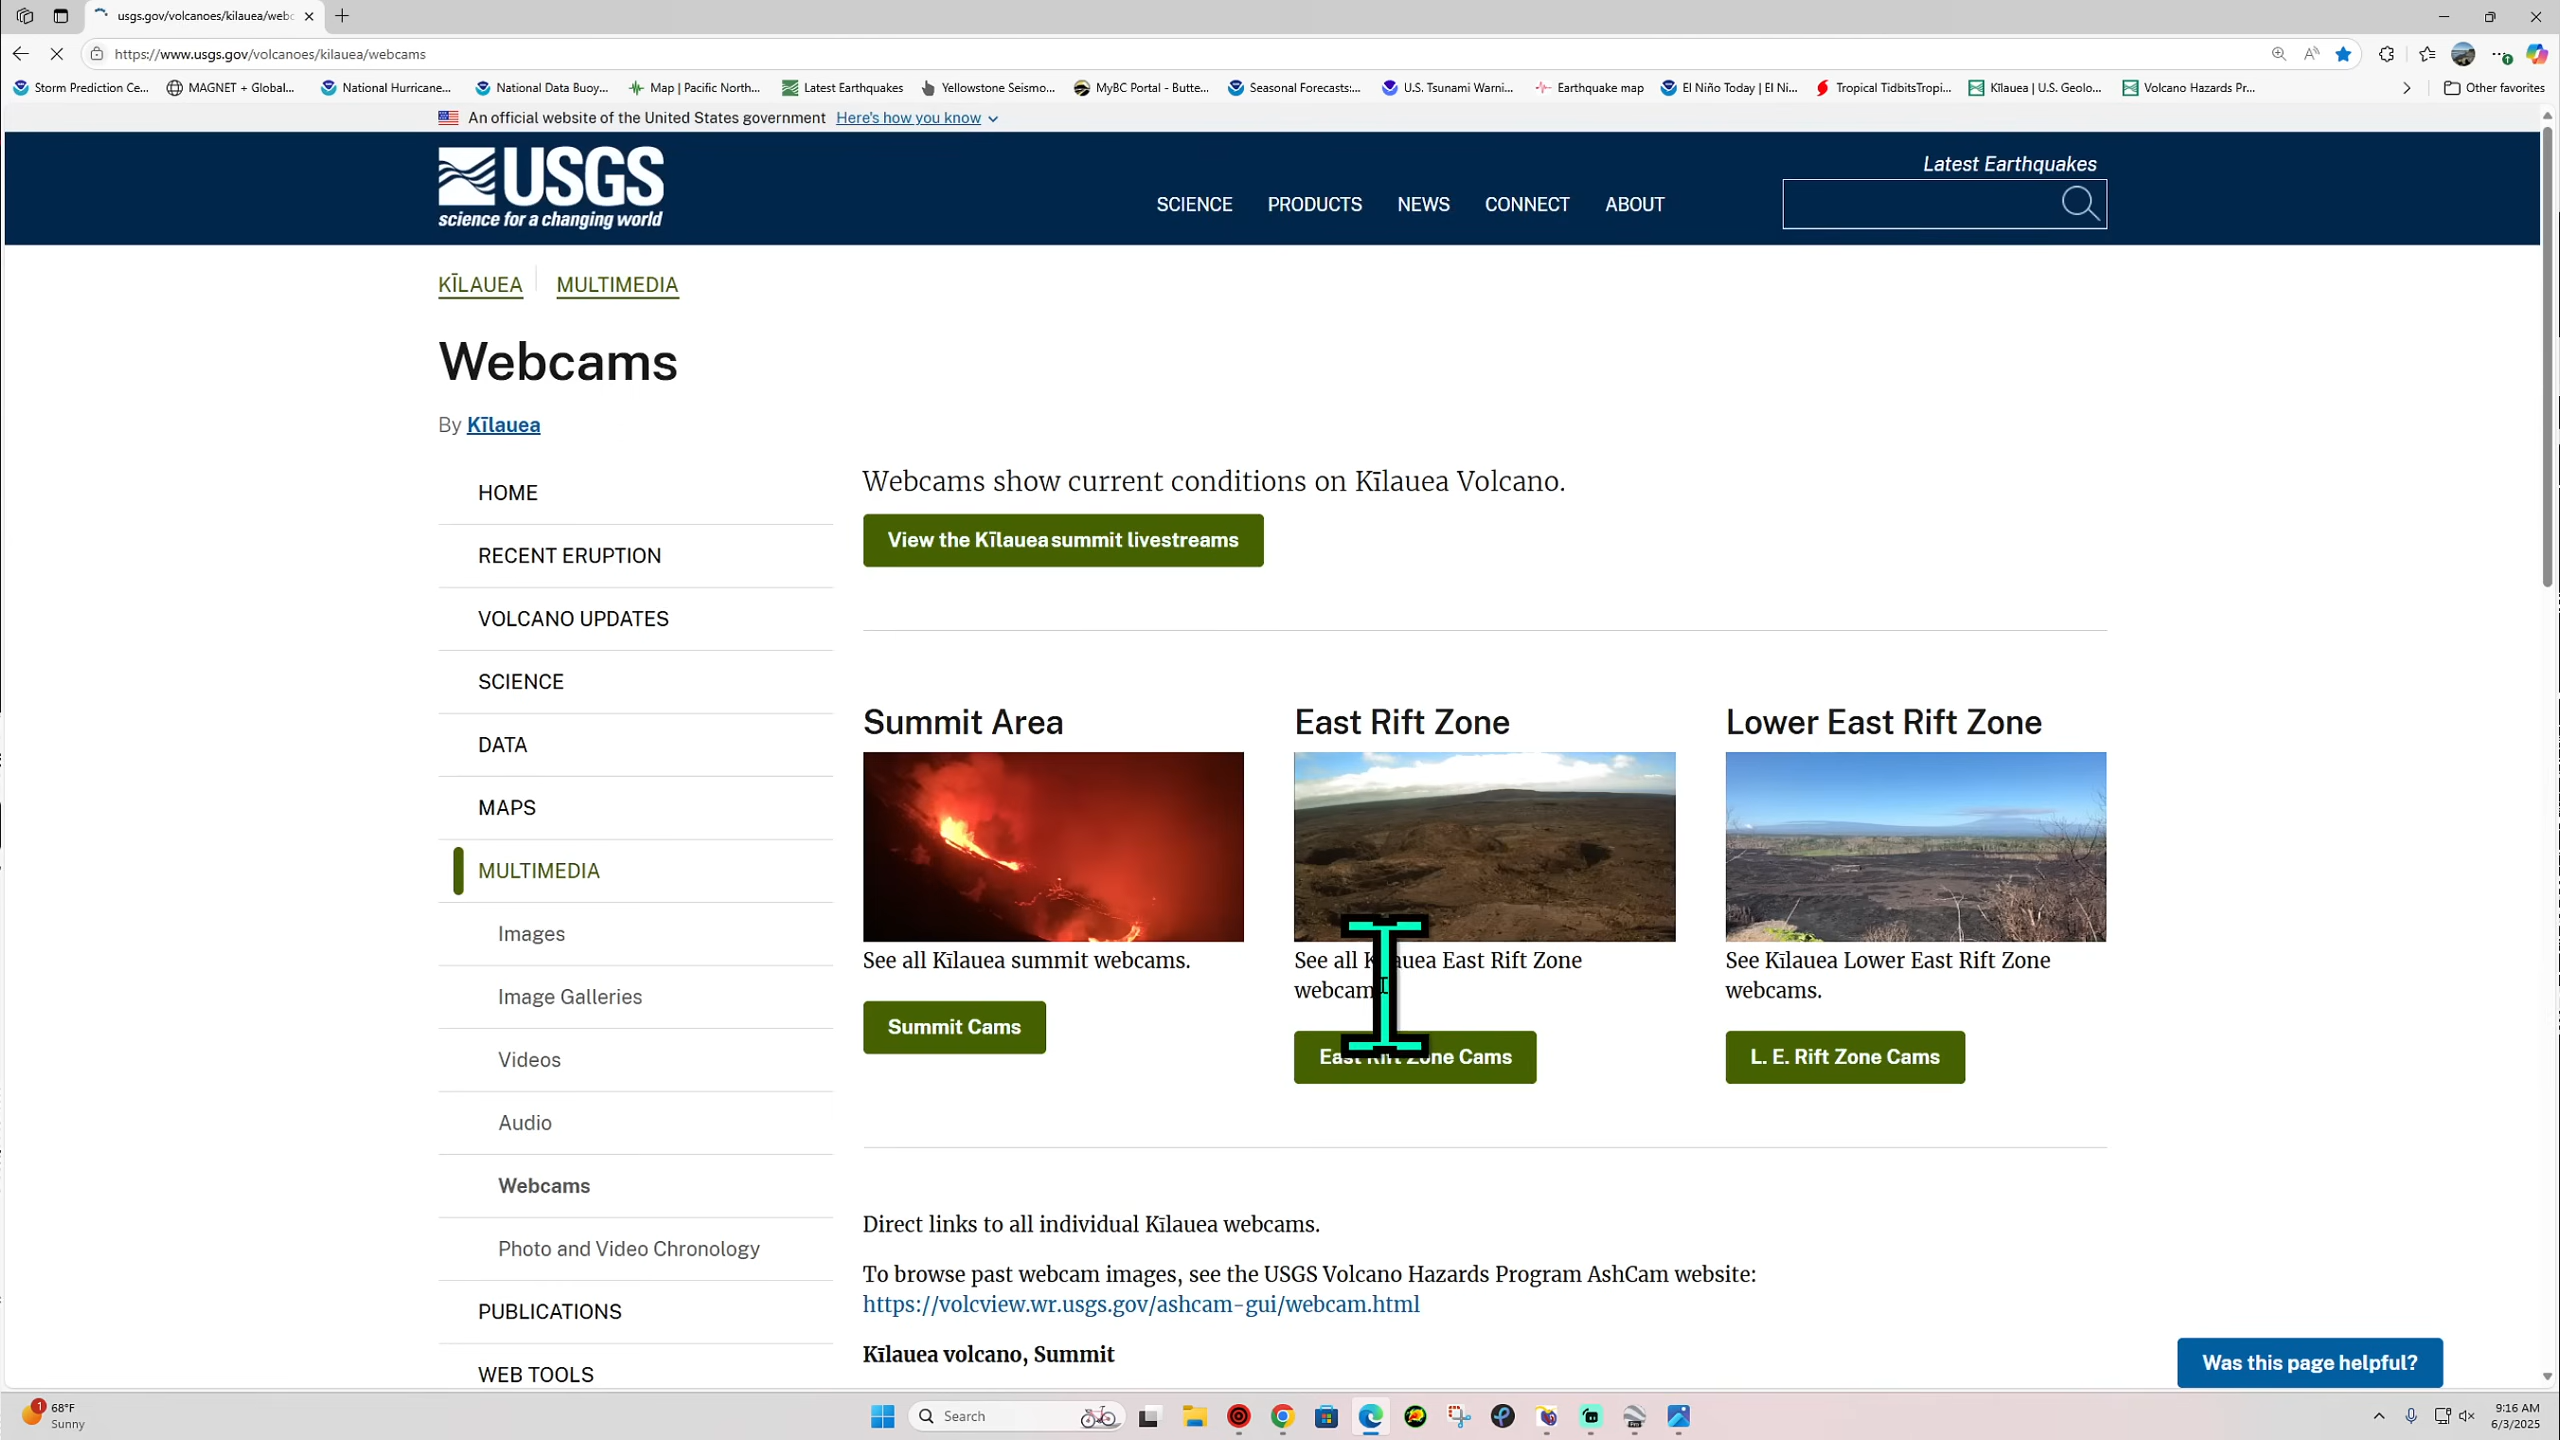 usgs.gov/volcanoes/kilauea/webc
https://www.usgs.gov/volcanoes/kilauea/webcams
Storm Prediction Ce...
MAGNET + Global...
National Hurricane...
National Data Buoy...
Map | Pacific North...
Latest Earthquakes
Yellowstone Seismo...
MyBC Portal - Butte...
Seasonal Forecasts:...
U.S. Tsunami Warni...
Earthquake map
El Niño Today | El Ni...
Tropical TidbitsTropi...
Kīlauea | U.S. Geolo...
Volcano Hazards Pr...
Other favorites
An official website of the United States government Here's how you know
USGS
science for a changing world
SCIENCE PRODUCTS NEWS CONNECT ABOUT
Latest Earthquakes
KĪLAUEA MULTIMEDIA
Webcams
By Kīlauea
HOME
RECENT ERUPTION
VOLCANO UPDATES
SCIENCE
DATA
MAPS
MULTIMEDIA
Images
Image Galleries
Videos
Audio
Webcams
Photo and Video Chronology
PUBLICATIONS
WEB TOOLS
Webcams show current conditions on Kīlauea Volcano.
View the Kīlauea summit livestreams
Summit Area
See all Kīlauea summit webcams.
Summit Cams
East Rift Zone
See all Kīlauea East Rift Zone
webcams
East Rift Zone Cams
Lower East Rift Zone
See Kīlauea Lower East Rift Zone
webcams.
L. E. Rift Zone Cams
Direct links to all individual Kīlauea webcams.
To browse past webcam images, see the USGS Volcano Hazards Program AshCam website:
https://volcview.wr.usgs.gov/ashcam-gui/webcam.html
Kīlauea volcano, Summit
Was this page helpful?
1
68°F
Sunny
Search
9:16 AM
6/3/2025